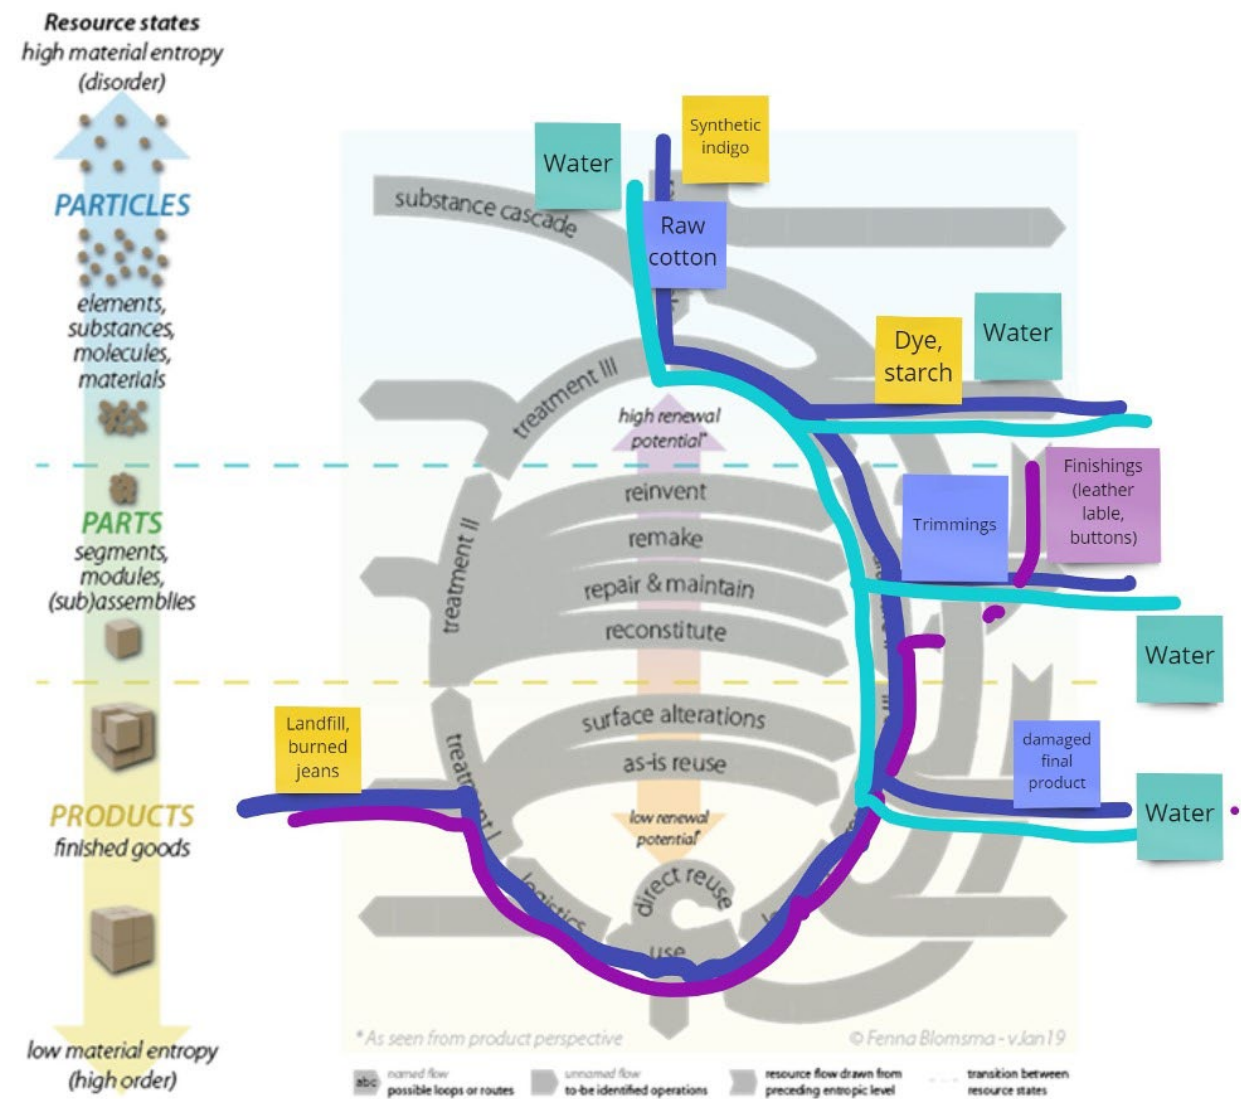 Resource states
high material entropy
(disorder)
PARTICLES
elements,
substances,
molecules,
materials
PARTS
segments,
modules,
(sub)assemblies
PRODUCTS
finished goods
low material entropy
(high order)
Water
Synthetic
indigo
substance cascade
Raw
cotton
Dye,
starch
Water
treatment III
high renewal
potential*
Finishings
(leather
lable,
buttons)
Trimmings
treatment II
reinvent
remake
repair & maintain
reconstitute
Water
Landfill,
burned
jeans
treatment I
surface alterations
as-is reuse
damaged
final
product
Water
low renewal
potential*
direct reuse
logistics
use
*As seen from product perspective
© Fenna Blomsma - v.Jan19
abc
named flow
possible loops or routes
unnamed flow
to-be identified operations
resource flow drawn from
preceding entropic level
transition between
resource states